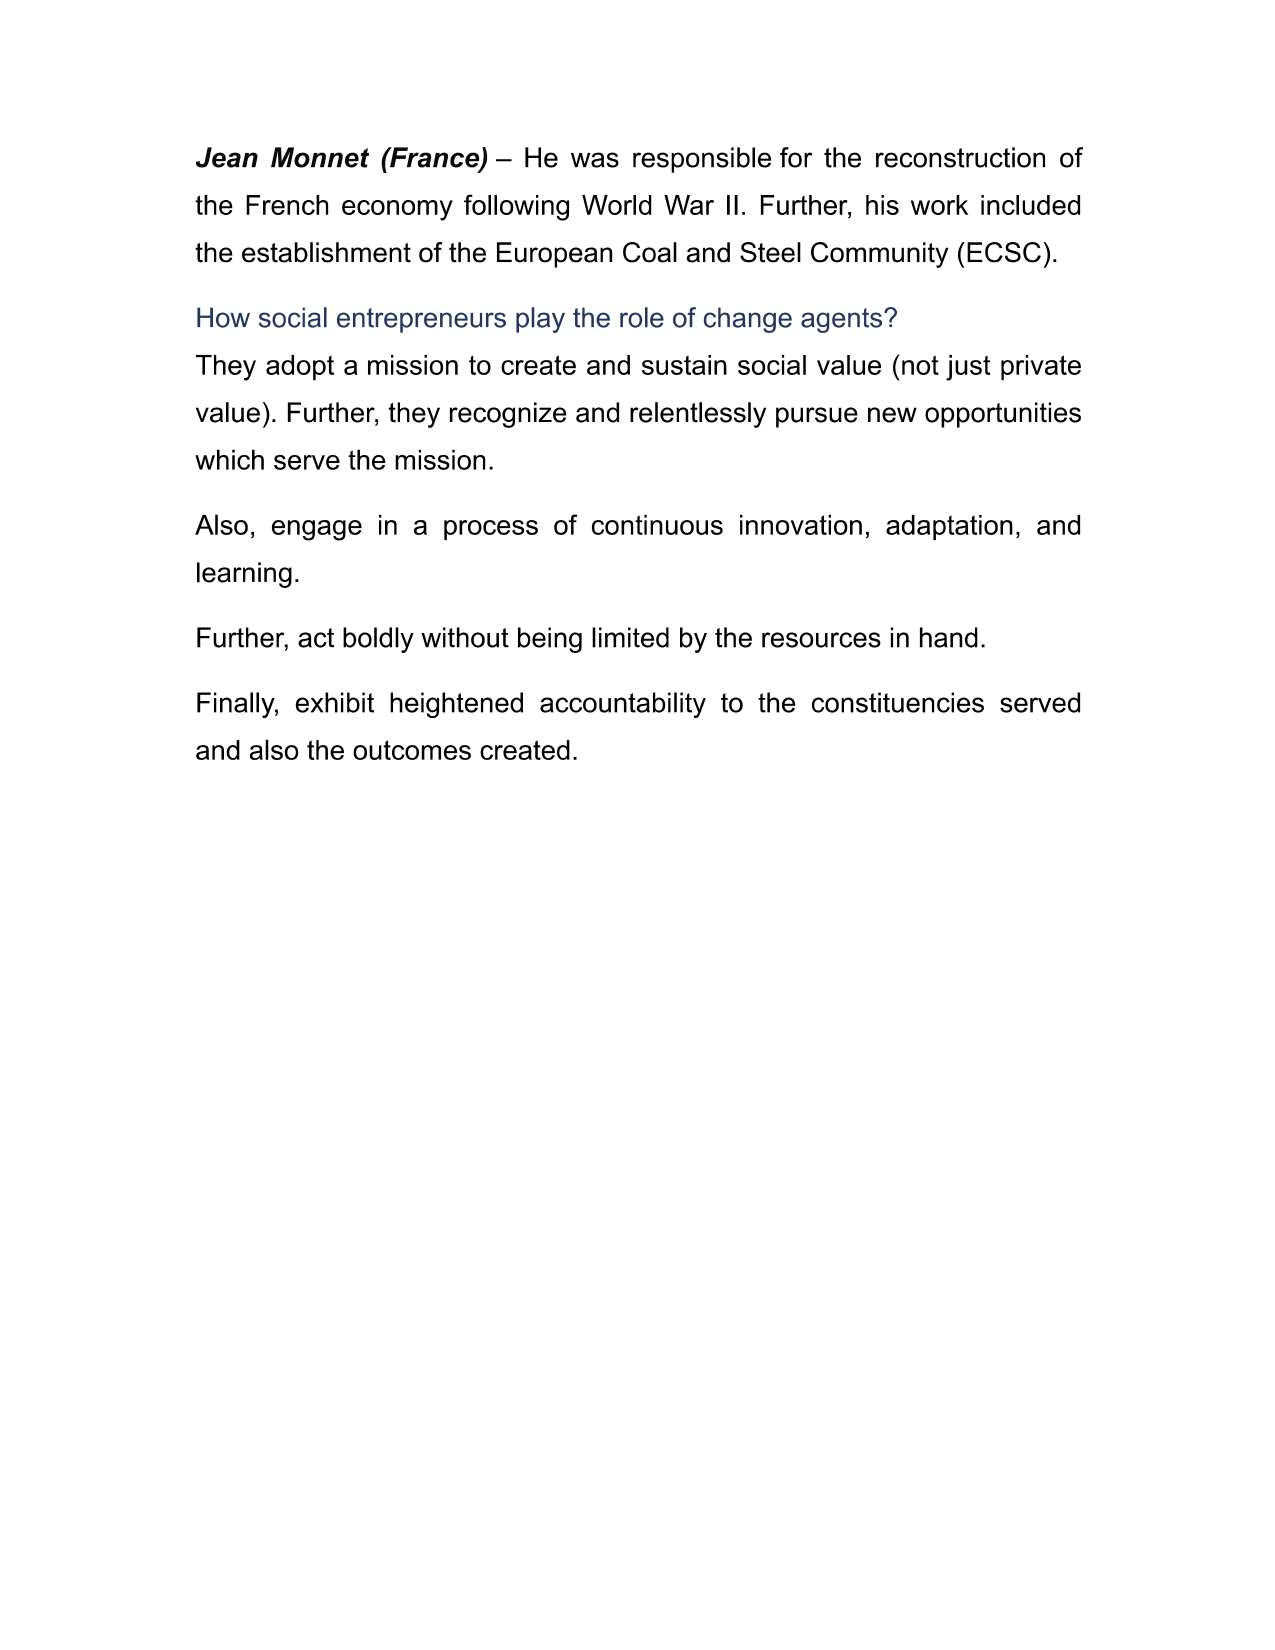 Jean Monnet (France) – He was responsible for the reconstruction of
the French economy following World War II. Further, his work included
the establishment of the European Coal and Steel Community (ECSC).
How social entrepreneurs play the role of change agents?
They adopt a mission to create and sustain social value (not just private
value). Further, they recognize and relentlessly pursue new opportunities
which serve the mission.
Also, engage in a process of continuous innovation, adaptation, and
learning.
Further, act boldly without being limited by the resources in hand.
Finally, exhibit heightened accountability to the constituencies served
and also the outcomes created.